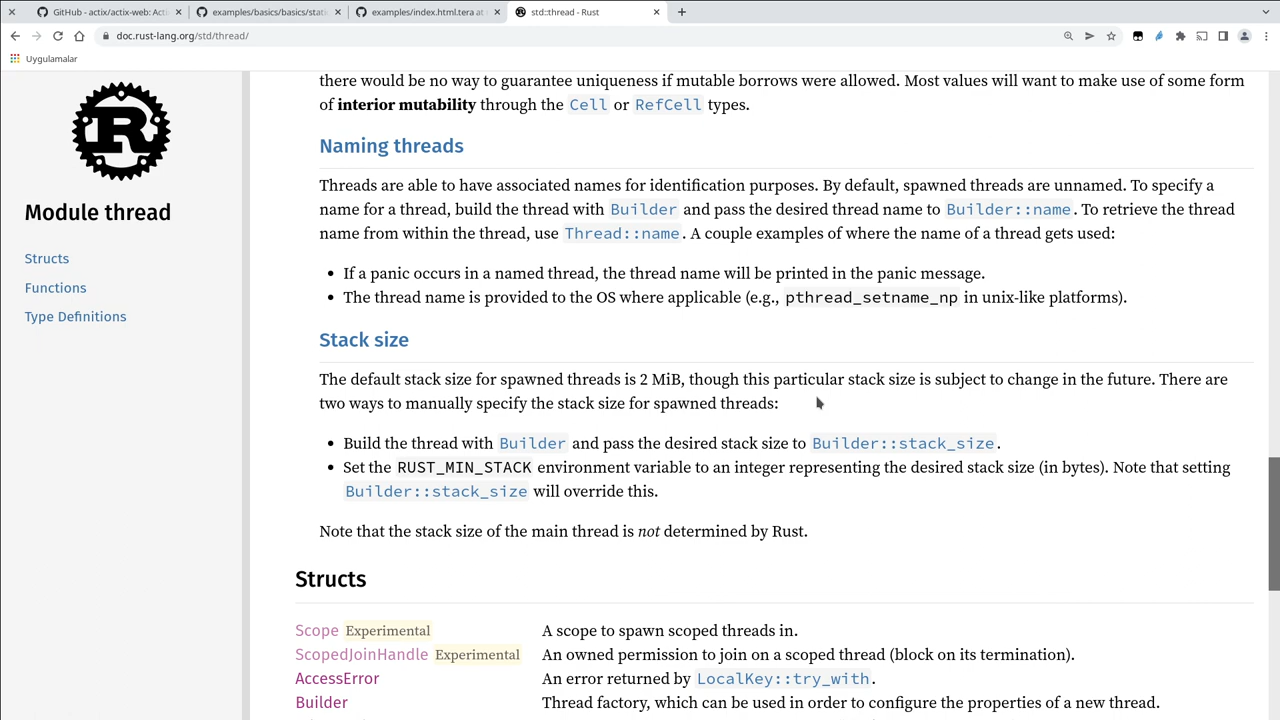 GitHub - actix/actix-web: Acti
examples/basics/basics/stati
examples/index.html.tera at
std::thread - Rust
doc.rust-lang.org/std/thread/
Uygulamalar
R
Module thread
Structs
Functions
Type Definitions
there would be no way to guarantee uniqueness if mutable borrows were allowed. Most values will want to make use of some form
of interior mutability through the Cell or RefCell types.
Naming threads
Threads are able to have associated names for identification purposes. By default, spawned threads are unnamed. To specify a
name for a thread, build the thread with Builder and pass the desired thread name to Builder::name. To retrieve the thread
name from within the thread, use Thread::name. A couple examples of where the name of a thread gets used:
• If a panic occurs in a named thread, the thread name will be printed in the panic message.
• The thread name is provided to the OS where applicable (e.g., pthread_setname_np in unix-like platforms).
Stack size
The default stack size for spawned threads is 2 MiB, though this particular stack size is subject to change in the future. There are
two ways to manually specify the stack size for spawned threads:
• Build the thread with Builder and pass the desired stack size to Builder::stack_size.
• Set the RUST_MIN_STACK environment variable to an integer representing the desired stack size (in bytes). Note that setting
Builder::stack_size will override this.
Note that the stack size of the main thread is not determined by Rust.
Structs
Scope Experimental A scope to spawn scoped threads in.
ScopedJoinHandle Experimental An owned permission to join on a scoped thread (block on its termination).
AccessError An error returned by LocalKey::try_with.
Builder Thread factory, which can be used in order to configure the properties of a new thread.